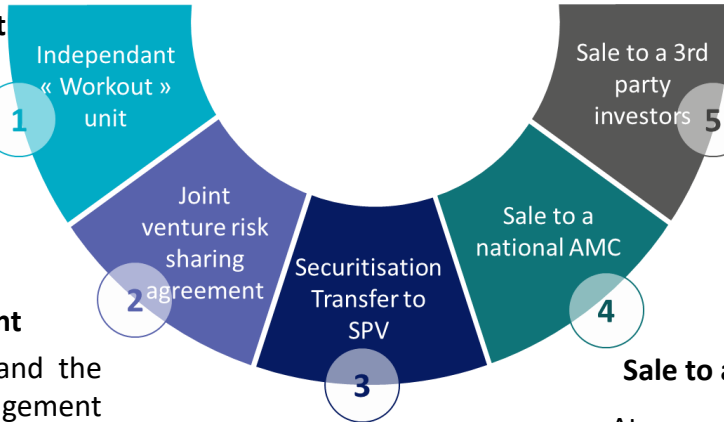 t
Independant
« Workout »
unit
1
Joint
venture risk
sharing
agreement
2
Securitisation
Transfer to
SPV
3
Sale to a
national AMC
4
Sale to a 3rd
party
investors
5
nt
and the
agement
Sale to a